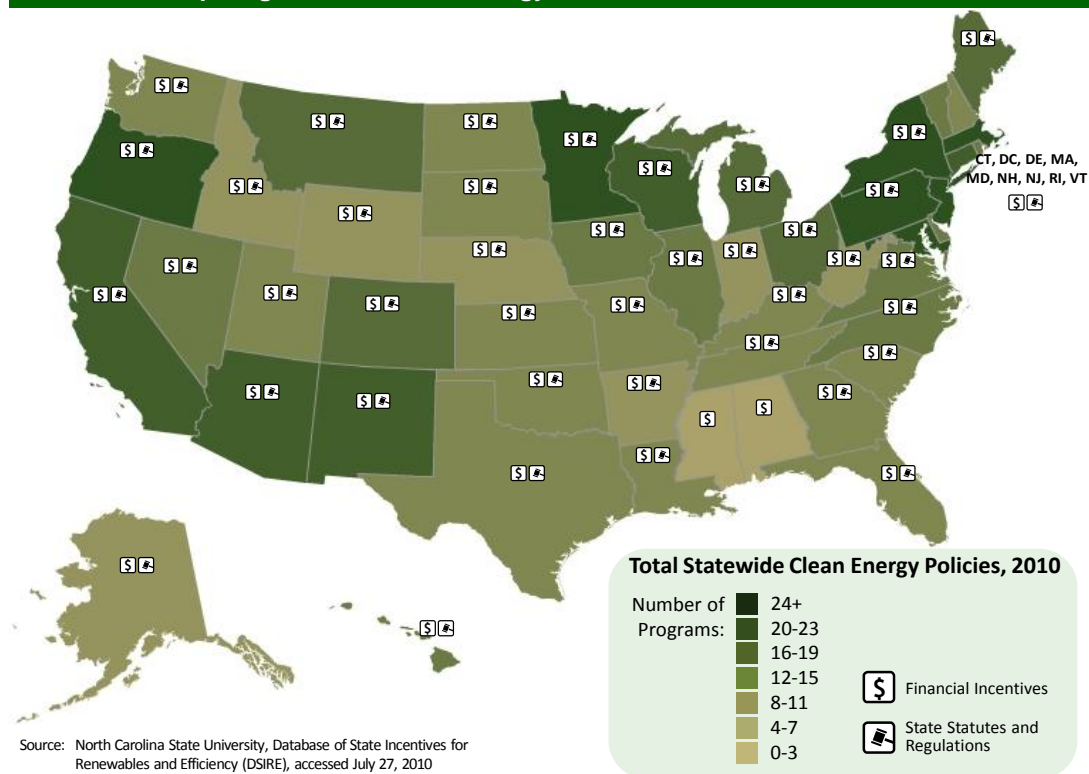 CT, DC, DE, MA,
MD, NH, NJ, RI, VT
Total Statewide Clean Energy Policies, 2010
Number of
Programs:
24+
20-23
16-19
12-15
8-11
4-7
0-3
$ Financial Incentives
State Statutes and
Regulations
Source: North Carolina State University, Database of State Incentives for
Renewables and Efficiency (DSIRE), accessed July 27, 2010